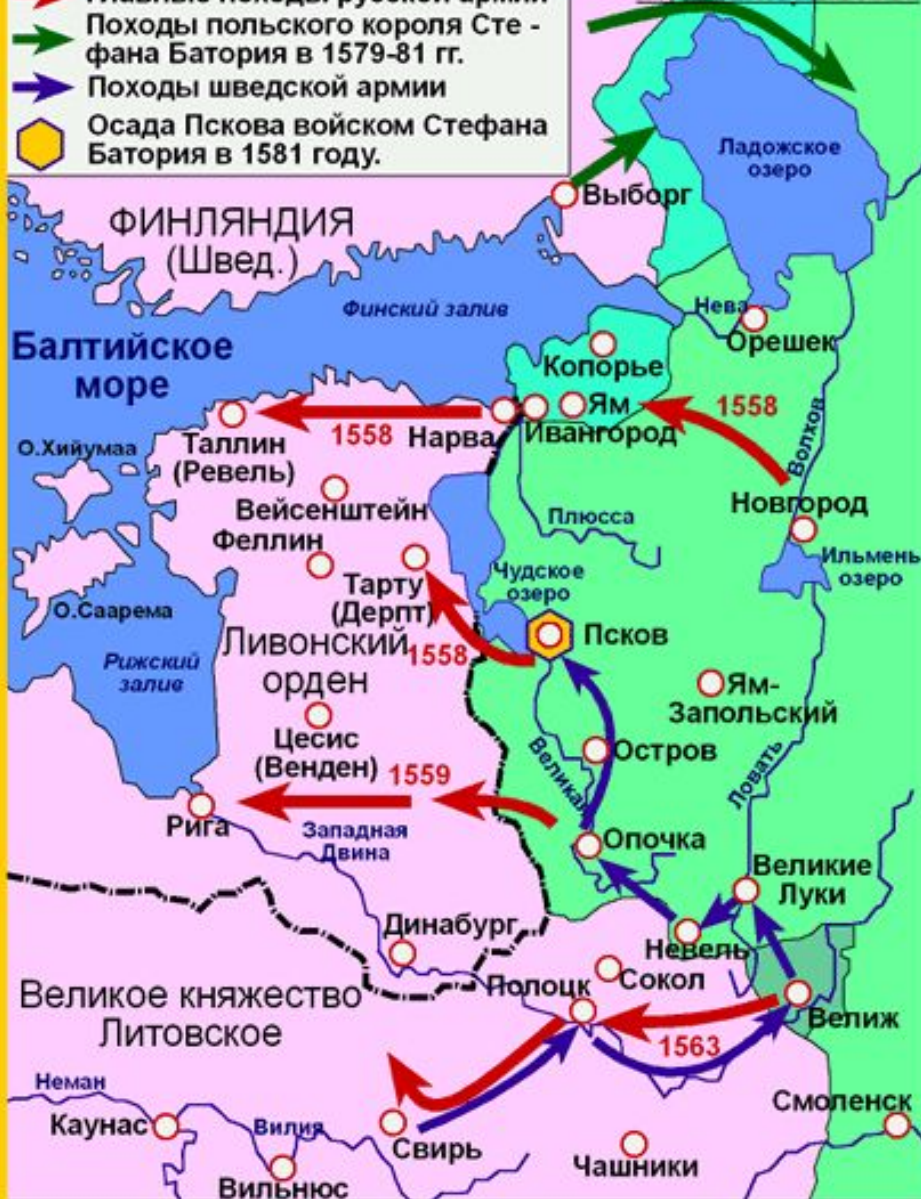 Главные походы русской армии
Походы польского короля Сте -
фана Батория в 1579-81 гг.
Походы шведской армии
Осада Пскова войском Стефана
Батория в 1581 году.
Ладожское
озеро
Выборг
ФИНЛЯНДИЯ
(Швед.)
Финский залив
Нева
Орешек
Балтийское
море
Копорье
1558
Ям
1558
Нарва
Ивангород
Волхов
Таллин
(Ревель)
О.Хийумаа
Вейсенштейн
Новгород
Плюсса
Феллин
Ильмень
озеро
Чудское
озеро
Тарту
(Дерпт)
О.Саарема
Псков
Ливонский
орден
1558
Рижский
залив
Ям-
Запольский
Цесис
(Венден)
Остров
1559
Великая
Ловать
Рига
Западная
Двина
Опочка
Великие
Луки
Динабург
Невель
Сокол
Полоцк
Великое княжество
Литовское
Велиж
1563
Неман
Смоленск
Каунас
Вилия
Свирь
Чашники
Вильнюс